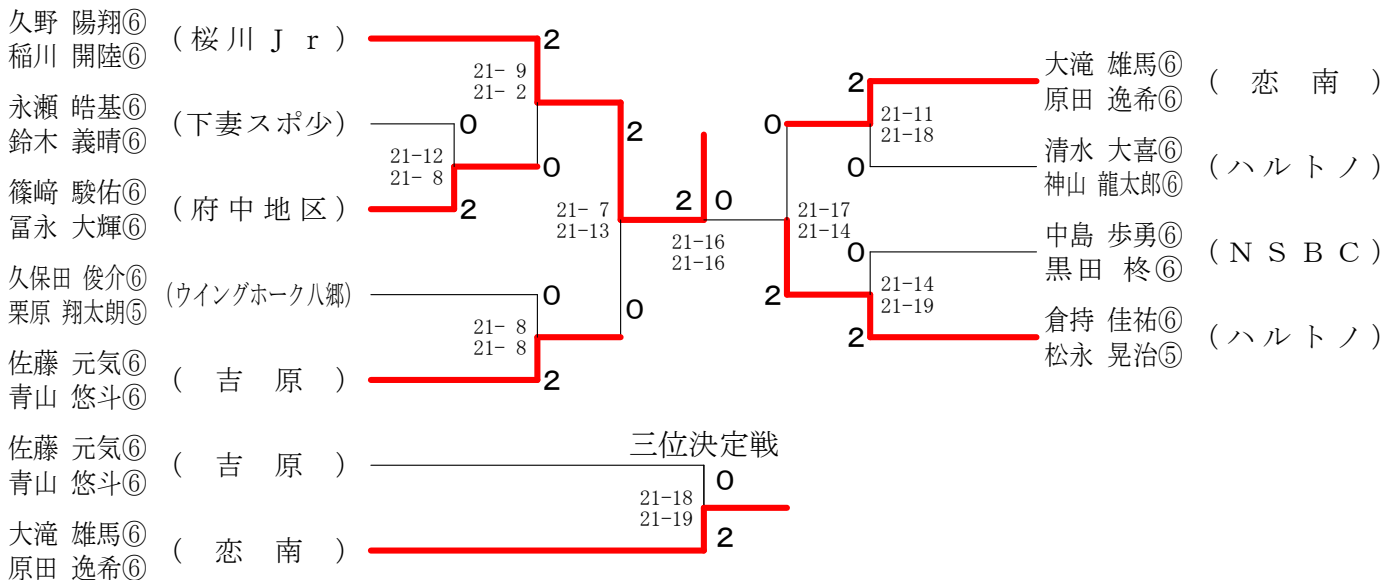 久野 陽翔⑥
稲川 開陸⑥
(桜川Jr)
2
21- 9
21- 2
永瀬 皓基⑥
鈴木 義晴⑥
(下妻スポ少)
0
21-12
21- 8
0
篠﨑 駿佑⑥
冨永 大輝⑥
(府中地区)
2
2
21- 7
21-13
久保田 俊介⑥
栗原 翔太朗⑤
(ウイングホーク八郷)
0
21- 8
21- 8
0
佐藤 元気⑥
青山 悠斗⑥
(吉原)
2
2
0
21-16
21-16
大滝 雄馬⑥
原田 逸希⑥
(恋南)
2
21-11
21-18
0
清水 大喜⑥
神山 龍太郎⑥
(ハルトノ)
0
21-17
21-14
中島 歩勇⑥
黒田 柊⑥
(NSBC)
0
21-14
21-19
2
倉持 佳祐⑥
松永 晃治⑤
(ハルトノ)
2
三位決定戦
佐藤 元気⑥
青山 悠斗⑥
(吉原)
0
21-18
21-19
大滝 雄馬⑥
原田 逸希⑥
(恋南)
2